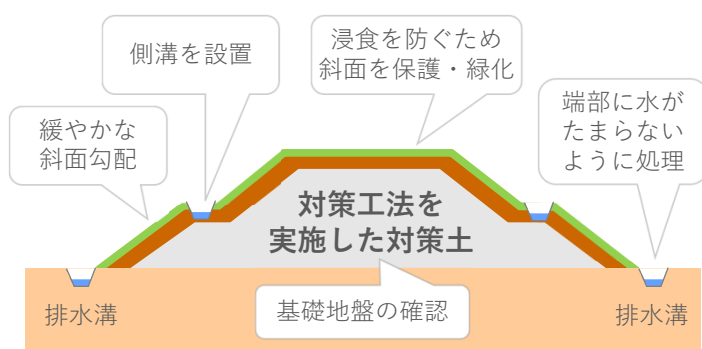 側溝を設置
浸食を防ぐため
斜面を保護・緑化
端部に水が
たまらない
ように処理
緩やかな
斜面勾配
対策工法を
実施した対策土
基礎地盤の確認
排水溝
排水溝